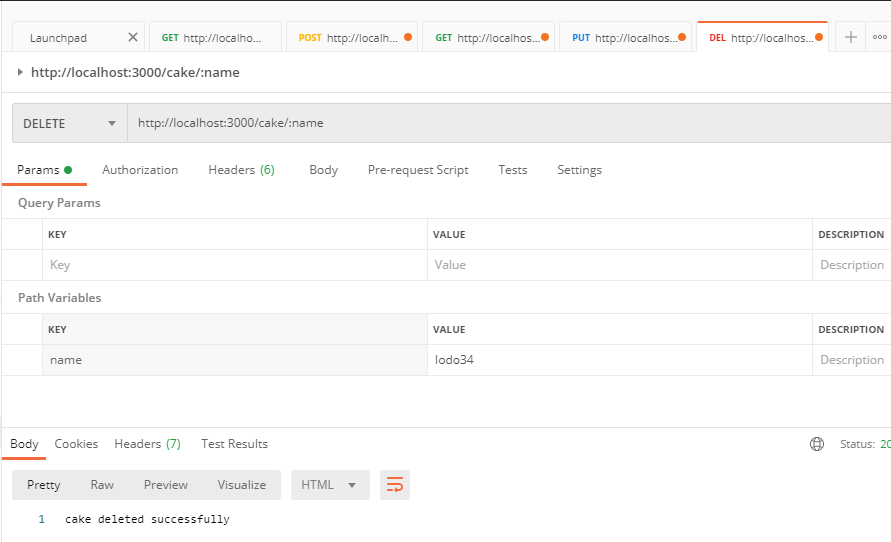 Launchpad GET http://localho... POST http://localh... GET http://localhos... PUT http://localhos... DEL http://localhos...
http://localhost:3000/cake/:name
DELETE http://localhost:3000/cake/:name
Params Authorization Headers (6) Body Pre-request Script Tests Settings
Query Params
KEY VALUE DESCRIPTION
Key Value Description
Path Variables
KEY VALUE DESCRIPTION
name lodo34 Description
Body Cookies Headers (7) Test Results Status: 20
Pretty Raw Preview Visualize HTML
1 cake deleted successfully